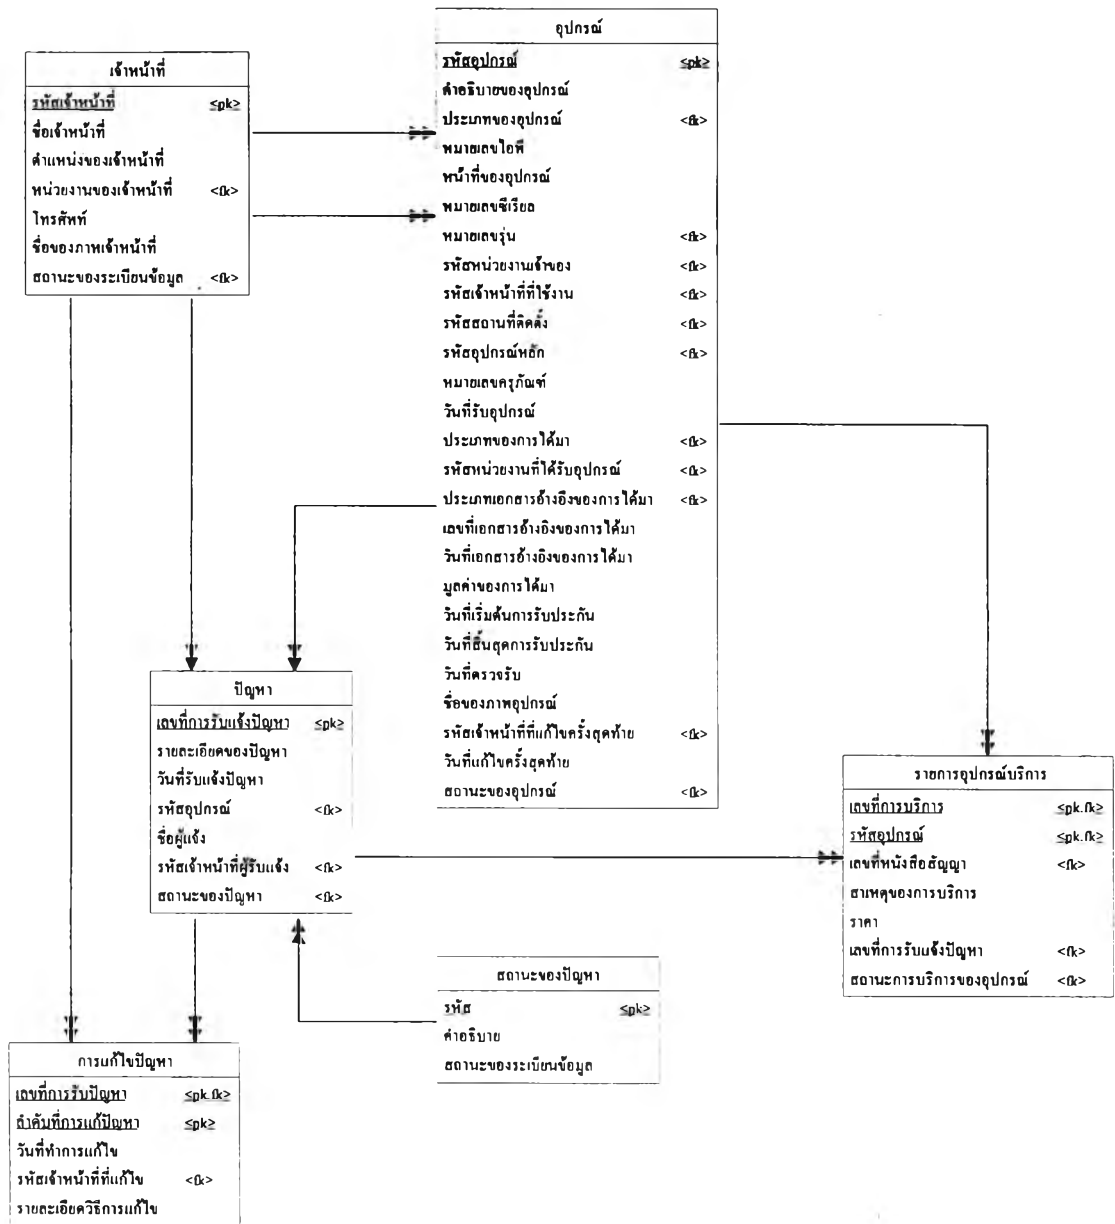 เจ้าหน้าที่
รหัสเจ้าหน้าที่ <pk>
ชื่อเจ้าหน้าที่
ตำแหน่งของเจ้าหน้าที่
หน่วยงานของเจ้าหน้าที่ <fk>
โทรศัพท์
ชื่อของภาพเจ้าหน้าที่
สถานะของระเบียนข้อมูล <fk>
อุปกรณ์
รหัสอุปกรณ์ <pk>
คำอธิบายของอุปกรณ์
ประเภทของอุปกรณ์ <fk>
หมายเลขไอพี
หน้าที่ของอุปกรณ์
หมายเลขซีเรียล
หมายเลขรุ่น <fk>
รหัสหน่วยงานเจ้าของ <fk>
รหัสเจ้าหน้าที่ที่ใช้งาน <fk>
รหัสสถานที่ติดตั้ง <fk>
รหัสอุปกรณ์หลัก <fk>
หมายเลขครุภัณฑ์
วันที่รับอุปกรณ์
ประเภทของการได้มา <fk>
รหัสหน่วยงานที่ได้รับอุปกรณ์ <fk>
ประเภทเอกสารอ้างอิงของการได้มา <fk>
เลขที่เอกสารอ้างอิงของการได้มา
วันที่เอกสารอ้างอิงของการได้มา
มูลค่าของการได้มา
วันที่เริ่มต้นการรับประกัน
วันที่สิ้นสุดการรับประกัน
วันที่ตรวจรับ
ชื่อของภาพอุปกรณ์
รหัสเจ้าหน้าที่ที่แก้ไขครั้งสุดท้าย <fk>
วันที่แก้ไขครั้งสุดท้าย
สถานะของอุปกรณ์ <fk>
ปัญหา
เลขที่การรับแจ้งปัญหา <pk>
รายละเอียดของปัญหา
วันที่รับแจ้งปัญหา
รหัสอุปกรณ์ <fk>
ชื่อผู้แจ้ง
รหัสเจ้าหน้าที่ผู้รับแจ้ง <fk>
สถานะของปัญหา <fk>
รายการอุปกรณ์บริการ
เลขที่การบริการ <pk,fk>
รหัสอุปกรณ์ <pk,fk>
เลขที่หนังสือสัญญา <fk>
สาเหตุของการบริการ
ราคา
เลขที่การรับแจ้งปัญหา <fk>
สถานะการบริการของอุปกรณ์ <fk>
สถานะของปัญหา
รหัส <pk>
คำอธิบาย
สถานะของระเบียนข้อมูล
การแก้ไขปัญหา
เลขที่การรับปัญหา <pk,fk>
ลำดับที่การแก้ปัญหา <pk>
วันที่ทำการแก้ไข
รหัสเจ้าหน้าที่ที่แก้ไข <fk>
รายละเอียดวิธีการแก้ไข